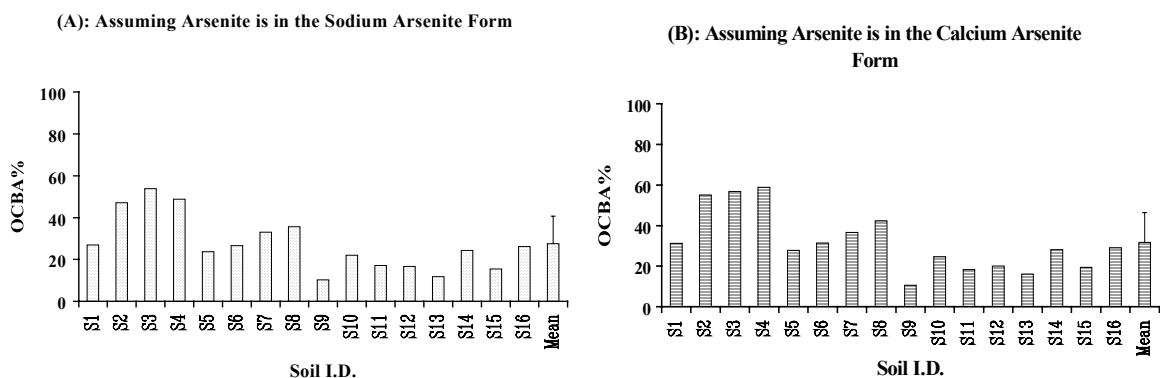 (A): Assuming Arsenite is in the Sodium Arsenite Form
100
80
60
40
20
0
OCBA%
S1 S2 S3 S4 S5 S6 S7 S8 S9 S10 S11 S12 S13 S14 S15 S16 Mean
Soil I.D.
(B): Assuming Arsenite is in the Calcium Arsenite
Form
100
80
60
40
20
0
OCBA%
S1 S2 S3 S4 S5 S6 S7 S8 S9 S10 S11 S12 S13 S14 S15 S16 Mean
Soil I.D.